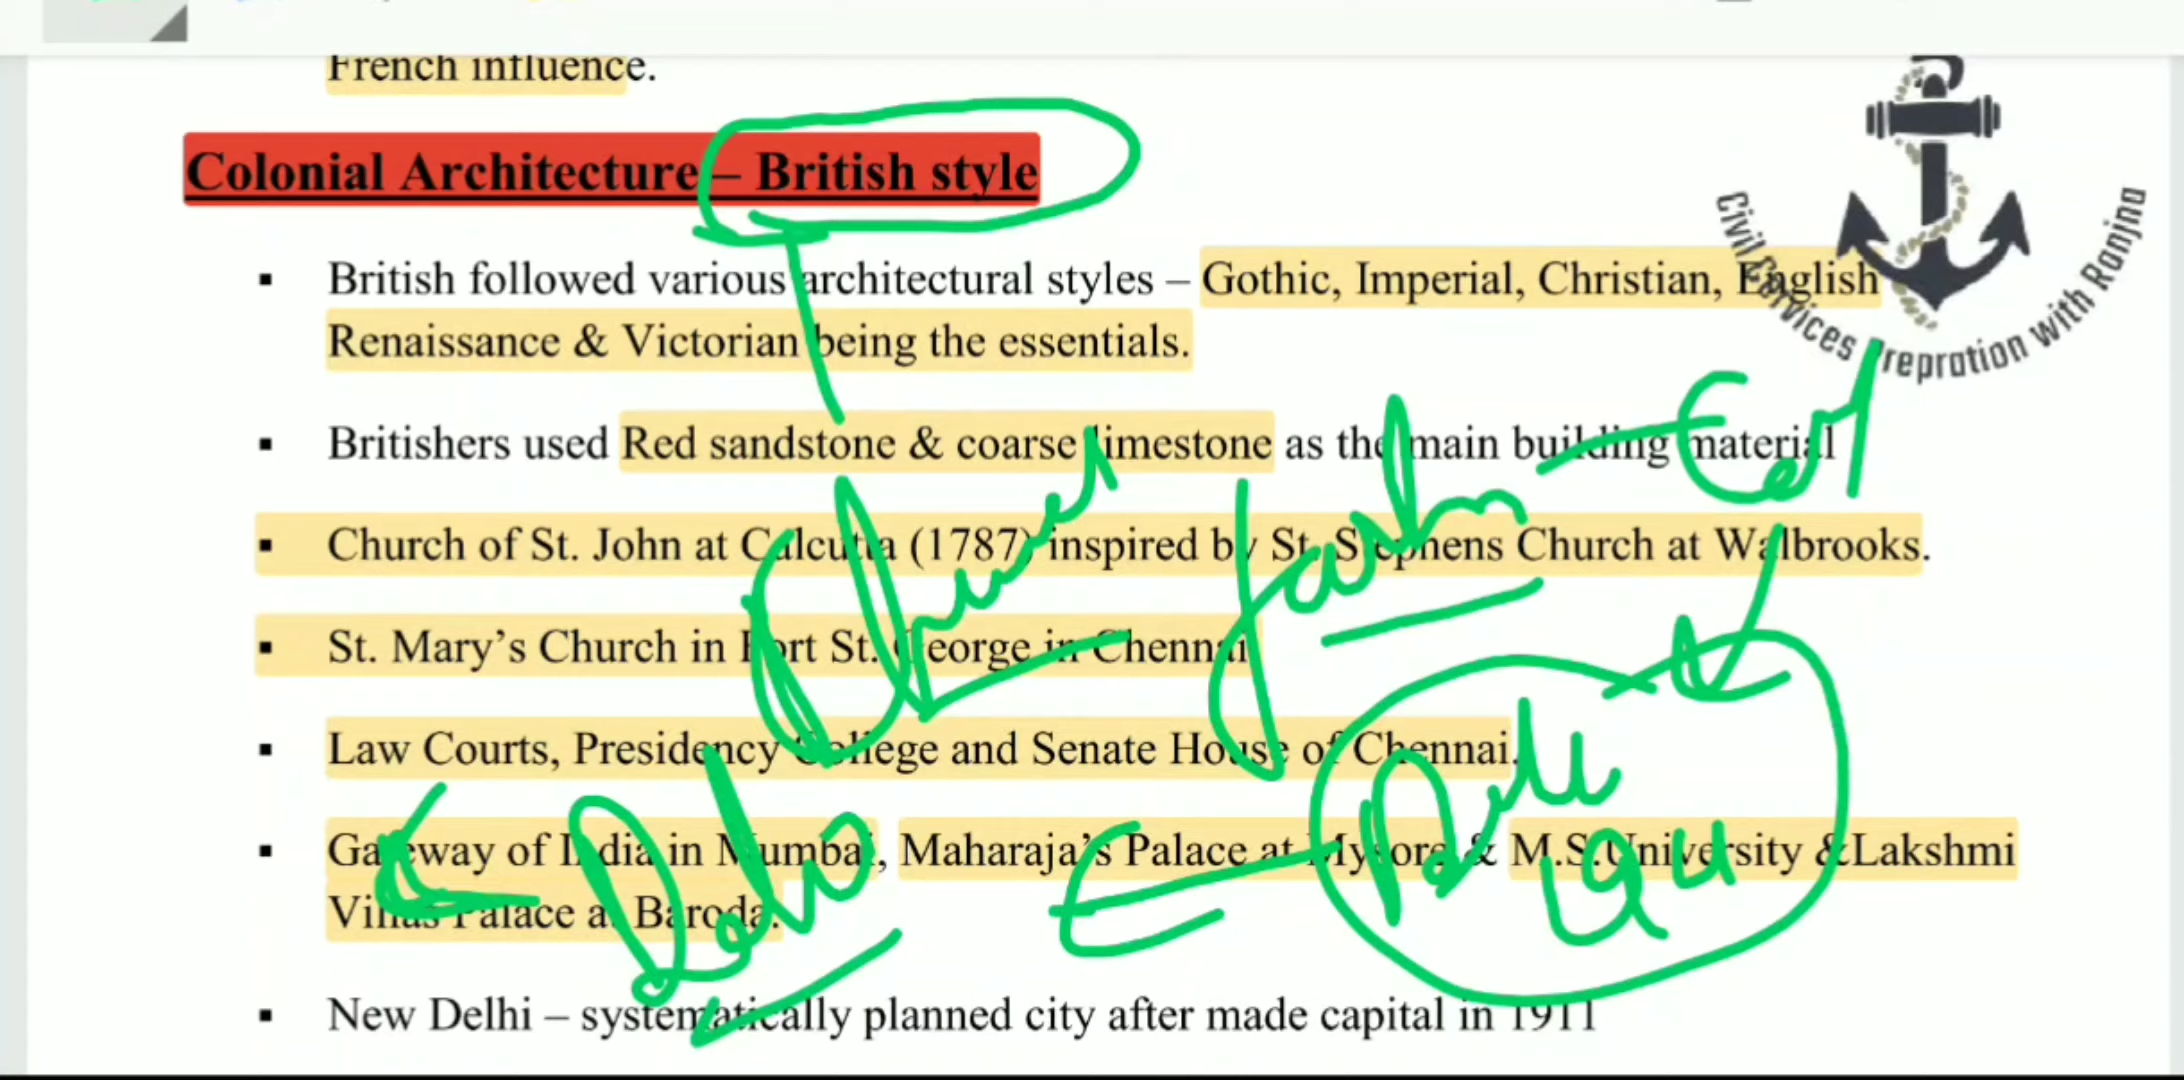 French influence.
Colonial Architecture – British style
▪ British followed various architectural styles – Gothic, Imperial, Christian, English
Renaissance & Victorian being the essentials.
▪ Britishers used Red sandstone & coarse limestone as the main building material
▪ Church of St. John at Calcutta (1787) inspired by St. Stephens Church at Walbrooks.
▪ St. Mary’s Church in Fort St. George in Chennai
▪ Law Courts, Presidency College and Senate House of Chennai.
▪ Gateway of India in Mumbai, Maharaja’s Palace at Mysore & M.S.University &Lakshmi
Villas Palace at Baroda.
▪ New Delhi – systematically planned city after made capital in 1911
Civil Services Prepration with Ranjna